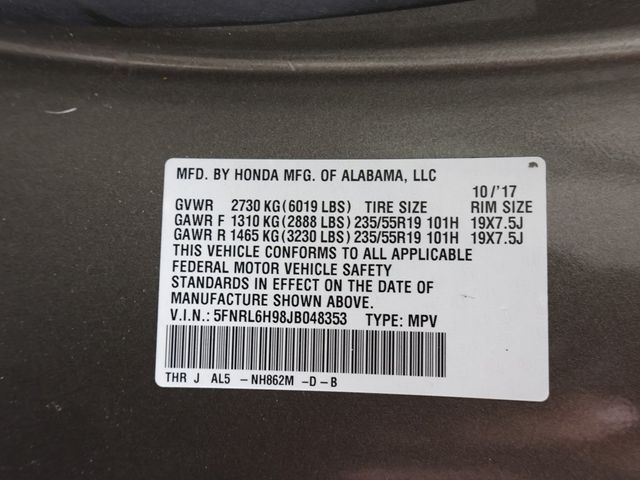 MFD. BY HONDA MFG. OF ALABAMA, LLC
10/'17
GVWR 2730 KG(6019 LBS) TIRE SIZE RIM SIZE
GAWR F 1310 KG(2888 LBS) 235/55R19 101H 19X7.5J
GAWR R 1465 KG(3230 LBS) 235/55R19 101H 19X7.5J
THIS VEHICLE CONFORMS TO ALL APPLICABLE
FEDERAL MOTOR VEHICLE SAFETY
STANDARDS IN EFFECT ON THE DATE OF
MANUFACTURE SHOWN ABOVE.
V.I.N.: 5FNRL6H98JB048353 TYPE: MPV
THR J AL5 -NH862M -D-B